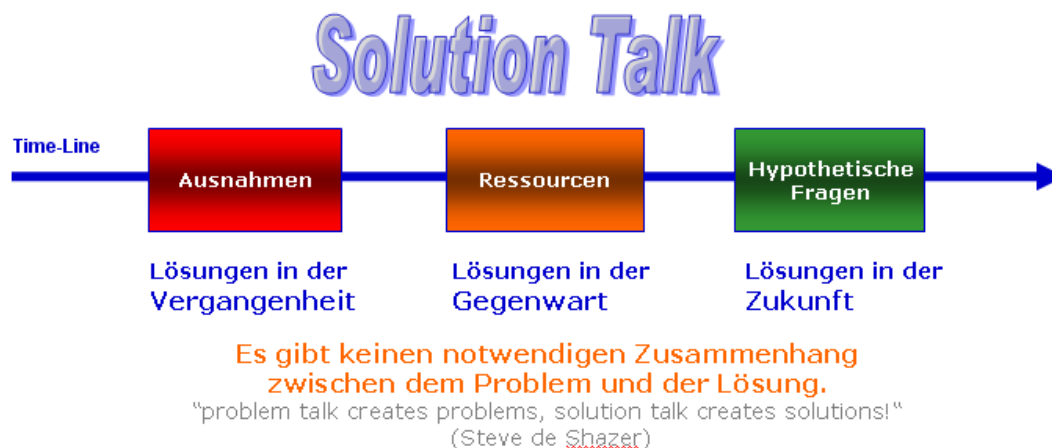 Solution Talk
Time-Line
Ausnahmen
Ressourcen
Hypothetische
Fragen
Lösungen in der
Vergangenheit
Lösungen in der
Gegenwart
Lösungen in der
Zukunft
Es gibt keinen notwendigen Zusammenhang
zwischen dem Problem und der Lösung.
"problem talk creates problems, solution talk creates solutions!"
(Steve de Shazer)